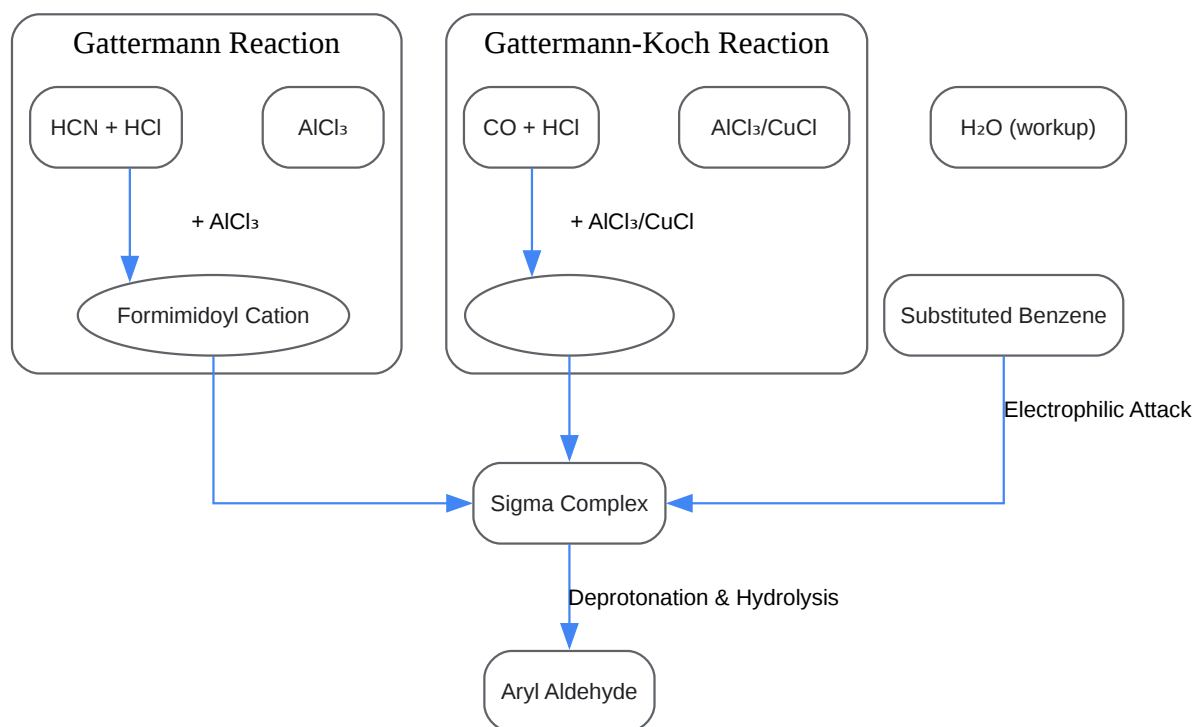 Gattermann Reaction
Gattermann-Koch Reaction
HCN + HCl
AlCl₃
CO + HCl
AlCl₃/CuCl
H₂O (workup)
+ AlCl₃
+ AlCl₃/CuCl
Formimidoyl Cation
Substituted Benzene
Electrophilic Attack
Sigma Complex
Deprotonation & Hydrolysis
Aryl Aldehyde